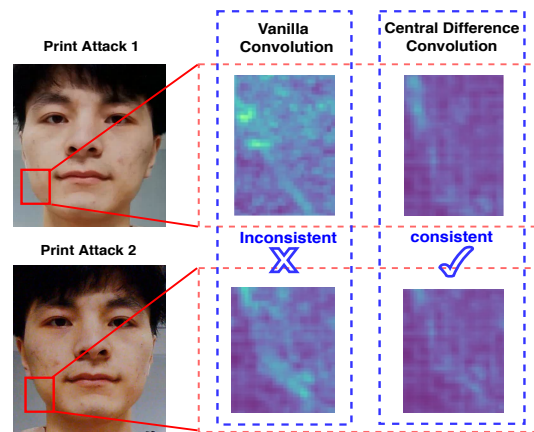 Vanilla
Convolution
Central Difference
Convolution
Print Attack 1
Inconsistent
consistent
Print Attack 2